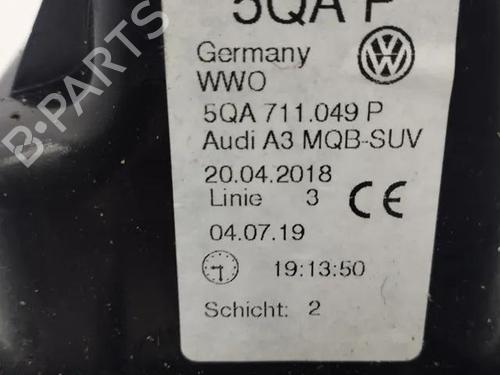 5QA P
Germany
WWO
5QA 711.049 P
Audi A3 MQB-SUV
20.04.2018
Linie 3 CE
04.07.19
19:13:50
Schicht: 2
B-PARTS